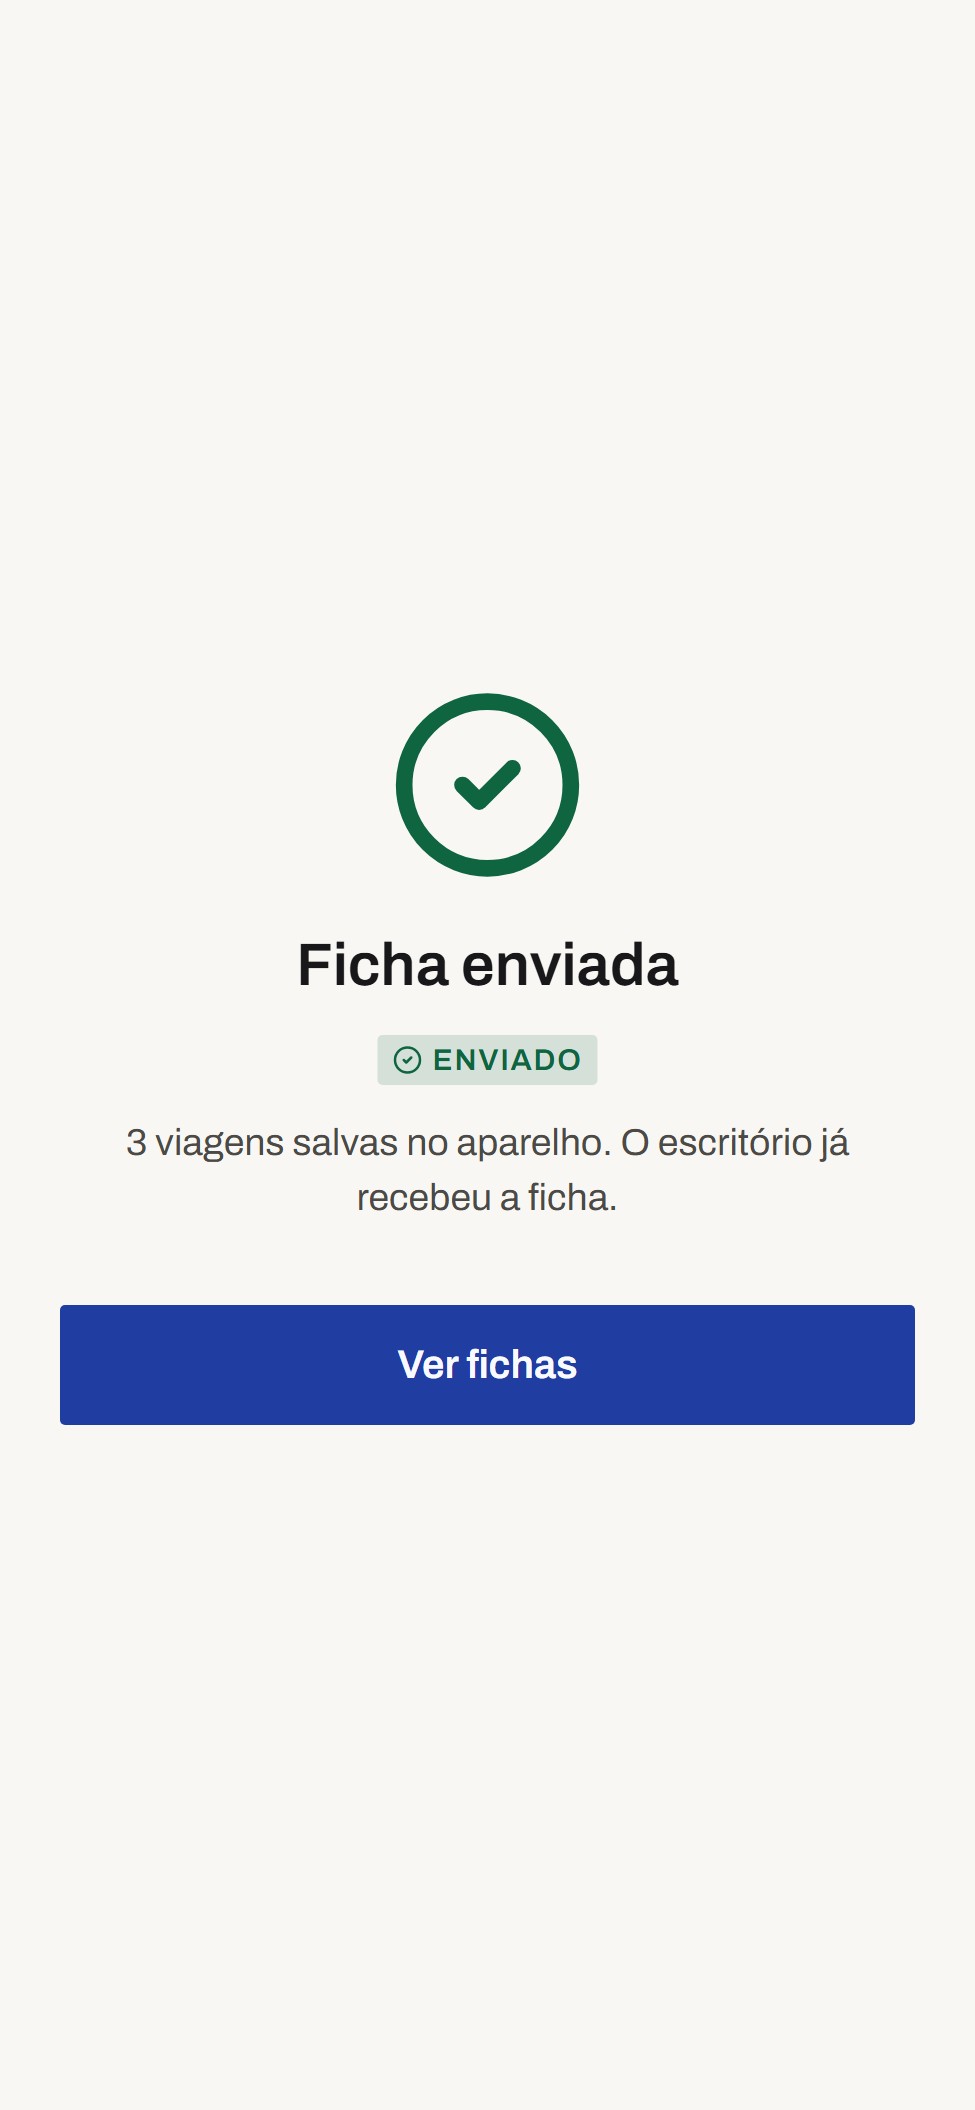 Ficha enviada
ENVIADO
3 viagens salvas no aparelho. O escritório já
recebeu a ficha.
Ver fichas